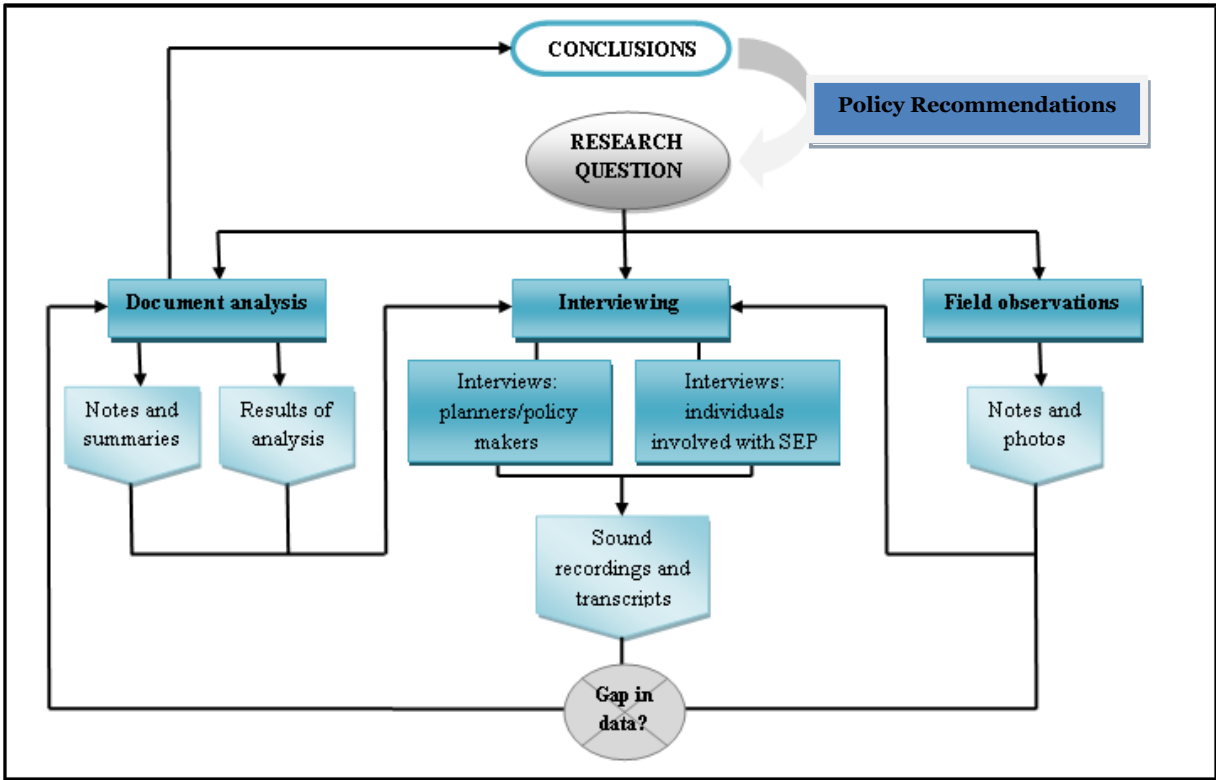 CONCLUSIONS
Policy Recommendations
RESEARCH
QUESTION
Document analysis
Interviewing
Field observations
Notes and
summaries
Results of
analysis
Interviews:
planners/policy
makers
Interviews:
individuals
involved with SEP
Notes and
photos
Sound
recordings and
transcripts
Gap in
data?